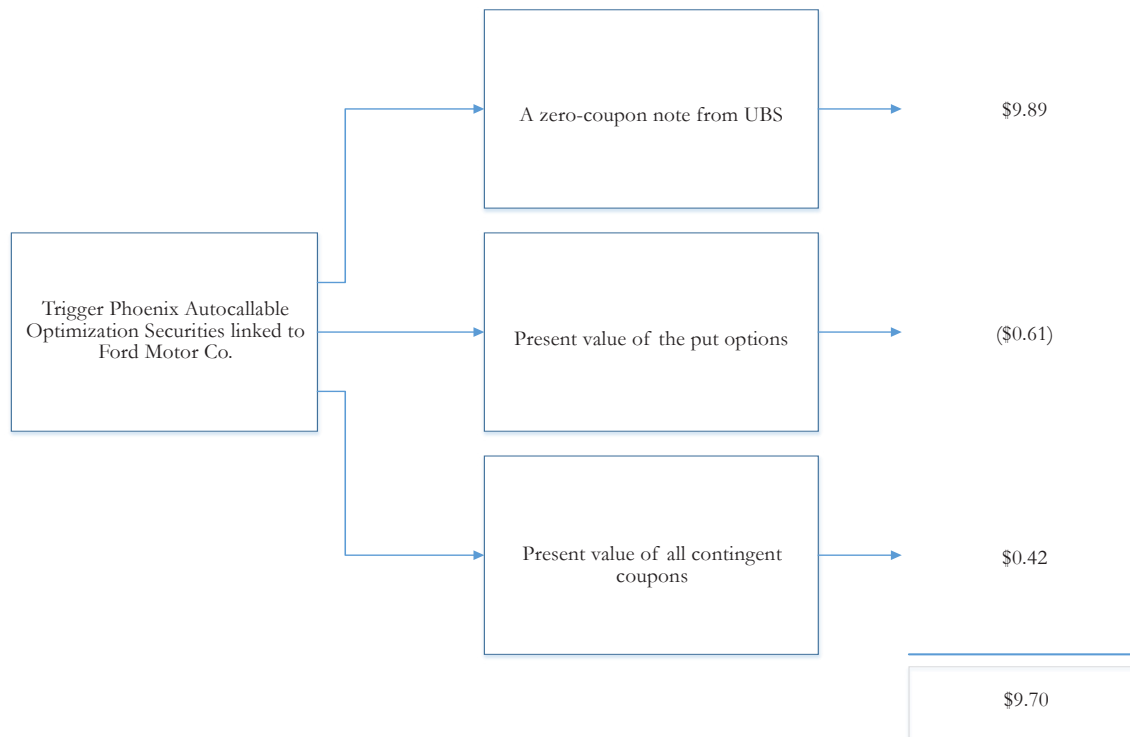 A zero-coupon note from UBS
$9.89
Trigger Phoenix Autocallable
Optimization Securities linked to
Ford Motor Co.
Present value of the put options
($0.61)
Present value of all contingent
coupons
$0.42
$9.70